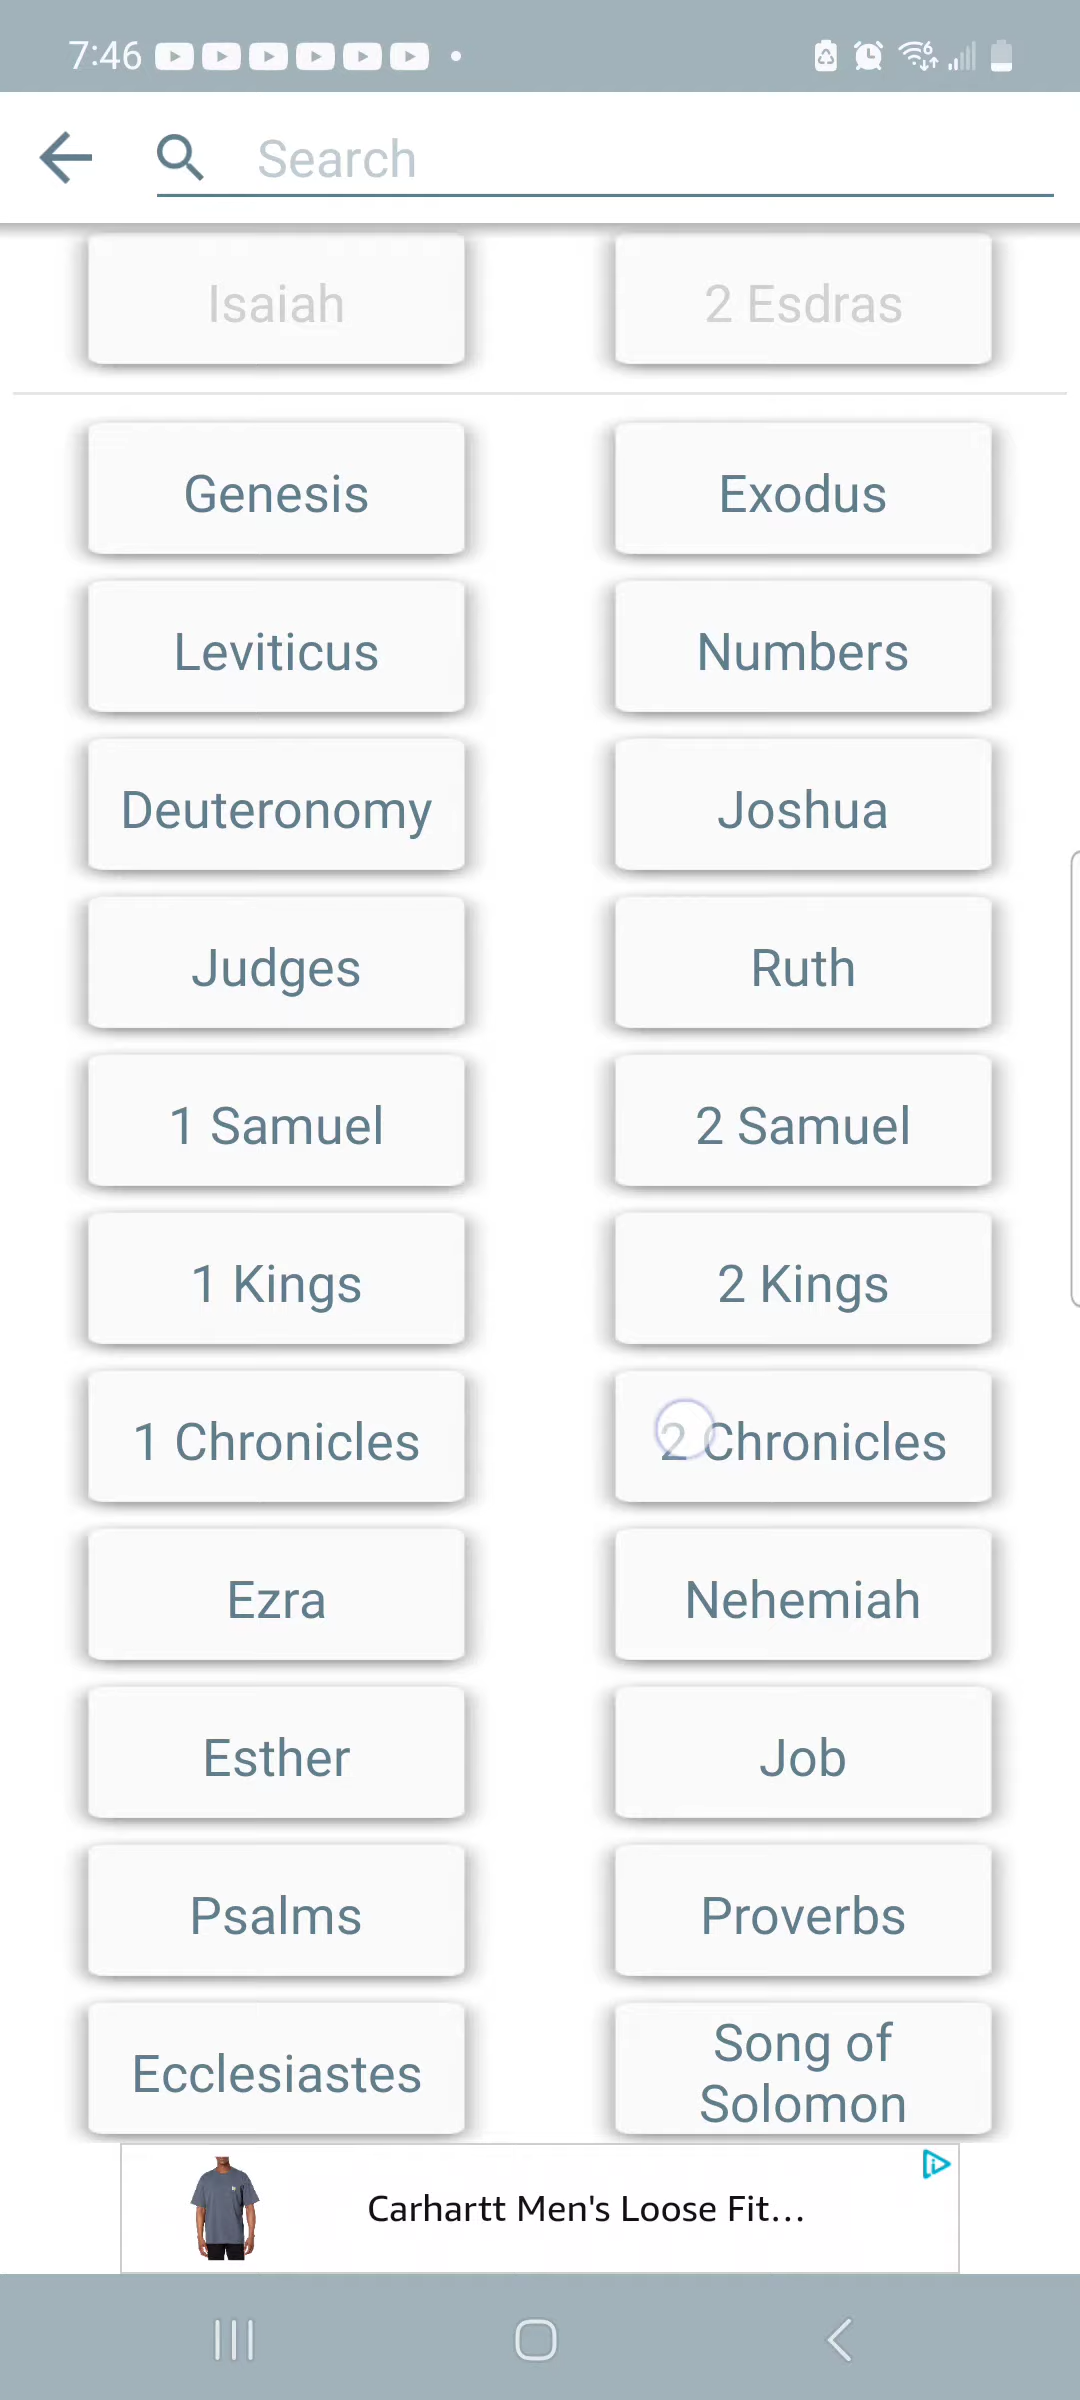 7:46
Search
Isaiah
2 Esdras
Genesis
Exodus
Leviticus
Numbers
Deuteronomy
Joshua
Judges
Ruth
1 Samuel
2 Samuel
1 Kings
2 Kings
1 Chronicles
2 Chronicles
Ezra
Nehemiah
Esther
Job
Psalms
Proverbs
Ecclesiastes
Song of
Solomon
Carhartt Men's Loose Fit...